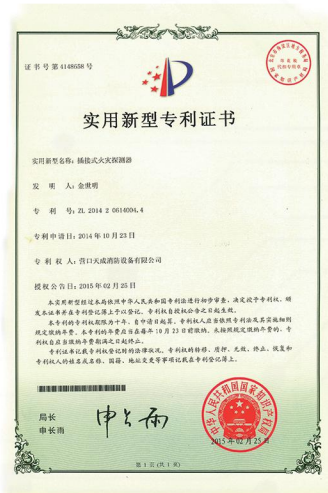 证书号第4148558号
实用新型专利证书
实用新型名称：插接式火灾探测器
发明人：金世明
专利号：ZL 2014 2 0614004.4
专利申请日：2014年10月23日
专利权人：营口天成消防设备有限公司
授权公告日：2015年02月25日
本实用新型经过本局依照中华人民共和国专利法进行初步审查，决定授予专利权，颁
发本证书并在专利登记簿上予以登记。专利权自授权公告之日起生效。
本专利的专利权期限为十年，自申请日起算。专利权人应当依照专利法及其实施细则
规定缴纳年费。本专利的年费应当在每年10月23日前缴纳。未按照规定缴纳年费的，专
利权自应当缴纳年费期满之日起终止。
专利证书记载专利权登记时的法律状况。专利权的转移、质押、无效、终止、恢复和
专利权人的姓名或名称、国籍、地址变更等事项记载在专利登记簿上。
局长
申长雨
申长雨
中华人民共和国国家知识产权局
2015年02月25日
第1页(共1页)